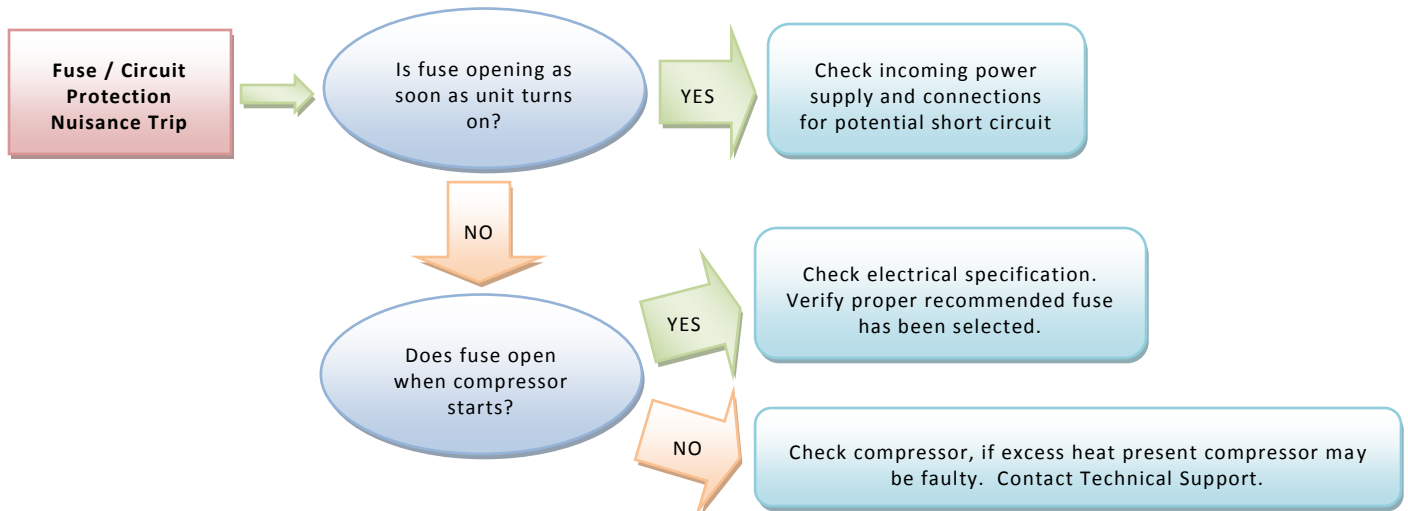 Fuse / Circuit
Protection
Nuisance Trip
Is fuse opening as
soon as unit turns
on?
YES
Check incoming power
supply and connections
for potential short circuit
NO
Does fuse open
when compressor
starts?
YES
Check electrical specification.
Verify proper recommended fuse
has been selected.
NO
Check compressor, if excess heat present compressor may
be faulty. Contact Technical Support.